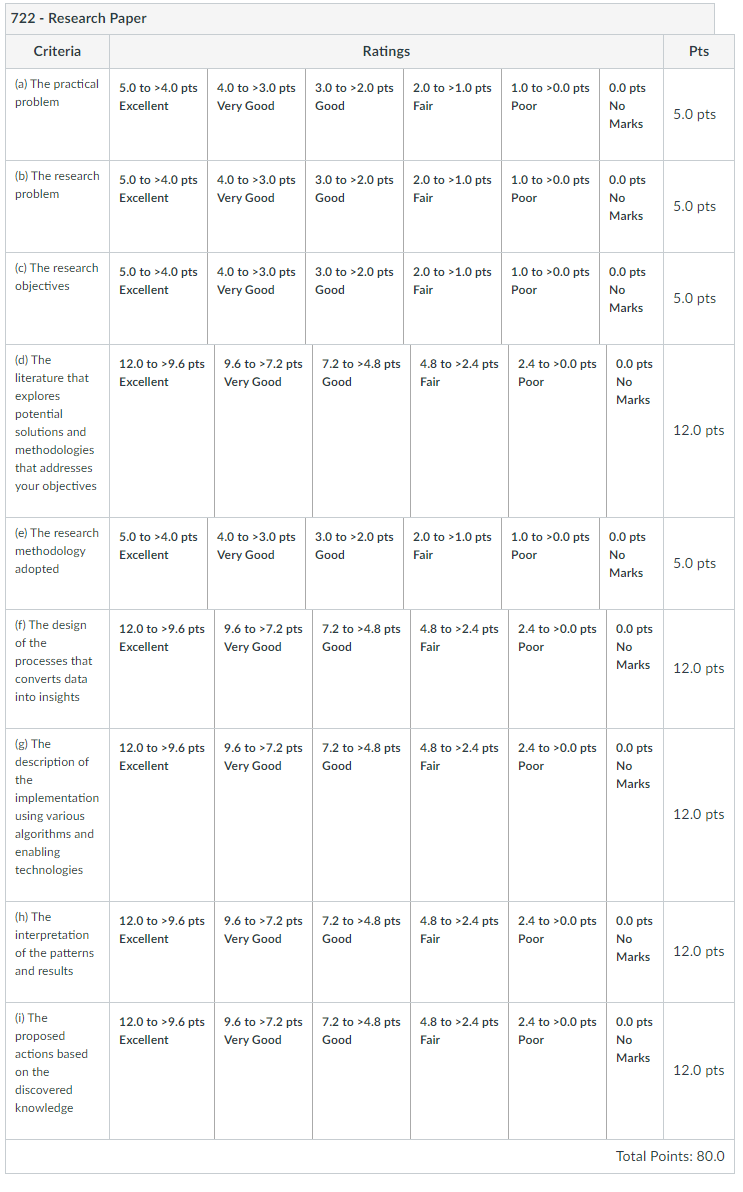 722 - Research Paper
Criteria Ratings Pts
(a) The practical problem
5.0 to >4.0 pts Excellent
4.0 to >3.0 pts Very Good
3.0 to >2.0 pts Good
2.0 to >1.0 pts Fair
1.0 to >0.0 pts Poor
0.0 pts No Marks
5.0 pts
(b) The research problem
5.0 to >4.0 pts Excellent
4.0 to >3.0 pts Very Good
3.0 to >2.0 pts Good
2.0 to >1.0 pts Fair
1.0 to >0.0 pts Poor
0.0 pts No Marks
5.0 pts
(c) The research objectives
5.0 to >4.0 pts Excellent
4.0 to >3.0 pts Very Good
3.0 to >2.0 pts Good
2.0 to >1.0 pts Fair
1.0 to >0.0 pts Poor
0.0 pts No Marks
5.0 pts
(d) The literature that explores potential solutions and methodologies that addresses your objectives
12.0 to >9.6 pts Excellent
9.6 to >7.2 pts Very Good
7.2 to >4.8 pts Good
4.8 to >2.4 pts Fair
2.4 to >0.0 pts Poor
0.0 pts No Marks
12.0 pts
(e) The research methodology adopted
5.0 to >4.0 pts Excellent
4.0 to >3.0 pts Very Good
3.0 to >2.0 pts Good
2.0 to >1.0 pts Fair
1.0 to >0.0 pts Poor
0.0 pts No Marks
5.0 pts
(f) The design of the processes that converts data into insights
12.0 to >9.6 pts Excellent
9.6 to >7.2 pts Very Good
7.2 to >4.8 pts Good
4.8 to >2.4 pts Fair
2.4 to >0.0 pts Poor
0.0 pts No Marks
12.0 pts
(g) The description of the implementation using various algorithms and enabling technologies
12.0 to >9.6 pts Excellent
9.6 to >7.2 pts Very Good
7.2 to >4.8 pts Good
4.8 to >2.4 pts Fair
2.4 to >0.0 pts Poor
0.0 pts No Marks
12.0 pts
(h) The interpretation of the patterns and results
12.0 to >9.6 pts Excellent
9.6 to >7.2 pts Very Good
7.2 to >4.8 pts Good
4.8 to >2.4 pts Fair
2.4 to >0.0 pts Poor
0.0 pts No Marks
12.0 pts
(i) The proposed actions based on the discovered knowledge
12.0 to >9.6 pts Excellent
9.6 to >7.2 pts Very Good
7.2 to >4.8 pts Good
4.8 to >2.4 pts Fair
2.4 to >0.0 pts Poor
0.0 pts No Marks
12.0 pts
Total Points: 80.0